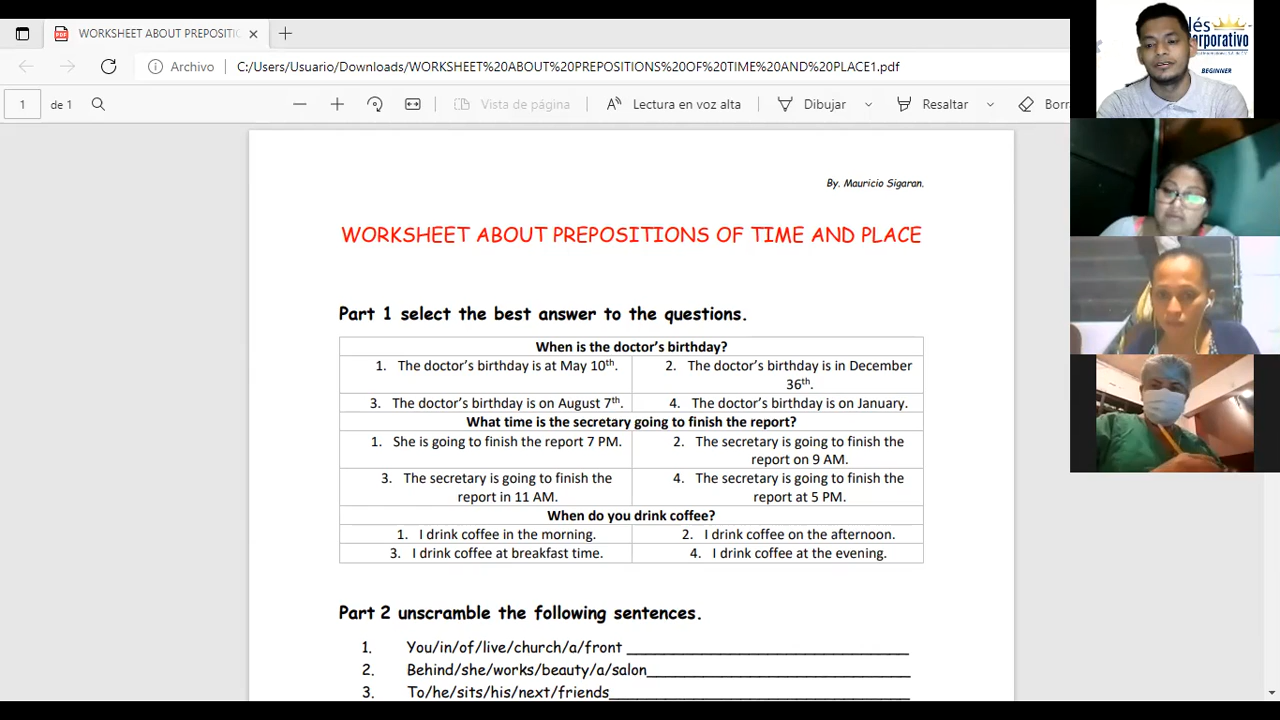 WORKSHEET ABOUT PREPOSITIC
Archivo
C:/Users/Usuario/Downloads/WORKSHEET%20ABOUT%20PREPOSITIONS%20OF%20TIME%20AND%20PLACE1.pdf
1 de 1
Vista de página
Lectura en voz alta
Dibujar
Resaltar
Borr
lés
orporativo
BEGINNER
By. Mauricio Sigaran.
WORKSHEET ABOUT PREPOSITIONS OF TIME AND PLACE
Part 1 select the best answer to the questions.
When is the doctor's birthday?
1. The doctor's birthday is at May 10th.
2. The doctor's birthday is in December
36th.
3. The doctor's birthday is on August 7th.
4. The doctor's birthday is on January.
What time is the secretary going to finish the report?
1. She is going to finish the report 7 PM.
2. The secretary is going to finish the
report on 9 AM.
3. The secretary is going to finish the
report in 11 AM.
4. The secretary is going to finish the
report at 5 PM.
When do you drink coffee?
1. I drink coffee in the morning.
2. I drink coffee on the afternoon.
3. I drink coffee at breakfast time.
4. I drink coffee at the evening.
Part 2 unscramble the following sentences.
1. You/in/of/live/church/a/front
2. Behind/she/works/beauty/a/salon
3. To/he/sits/his/next/friends